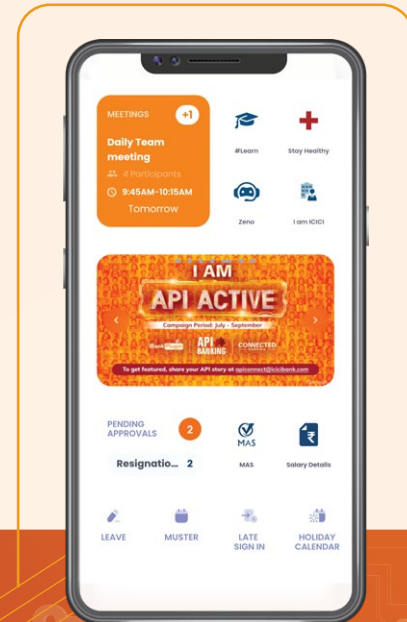 MEETINGS +1
Daily Team
meeting
4 Participants
9:45AM-10:15AM
Tomorrow
#Learn
Stay Healthy
Zeno
I am ICICI
I AM
API ACTIVE
Campaign Period: July - September
API
BANKING
CONNECTED
To get featured, share your API story at apiconnect@icicibank.com
PENDING
APPROVALS
2
Resignatio... 2
MAS
MAS
Salary Details
LEAVE
MUSTER
LATE
SIGN IN
HOLIDAY
CALENDAR